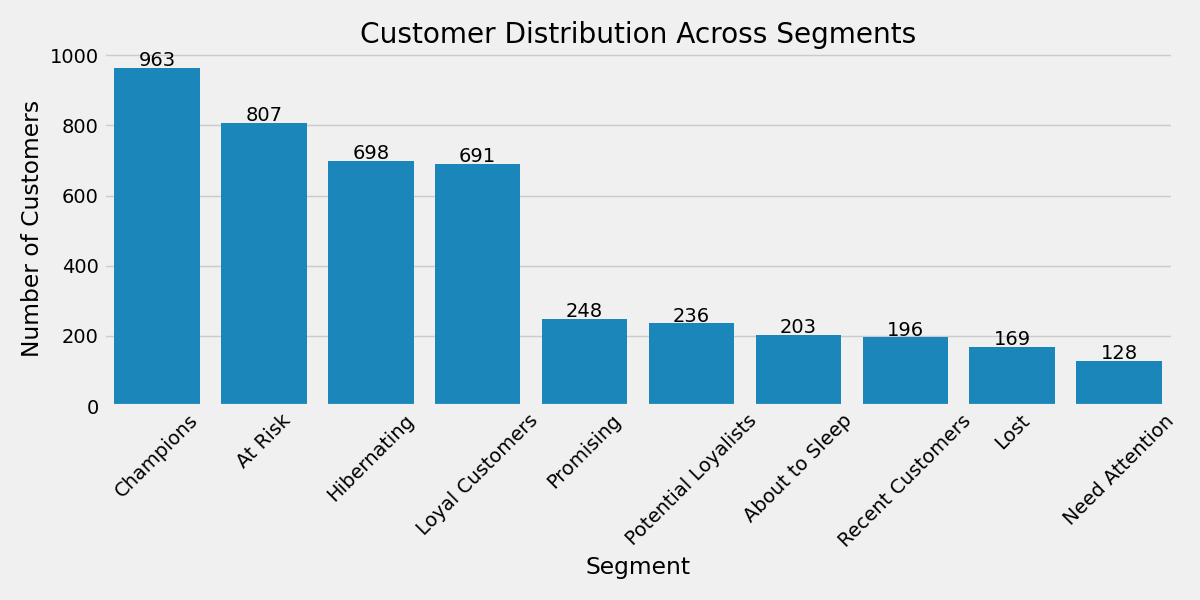 Customer Distribution Across Segments
Number of Customers
1000
800
600
400
200
0
963
807
698
691
248
236
203
196
169
128
Champions
At Risk
Hibernating
Loyal Customers
Promising
Potential Loyalists
About to Sleep
Recent Customers
Lost
Need Attention
Segment